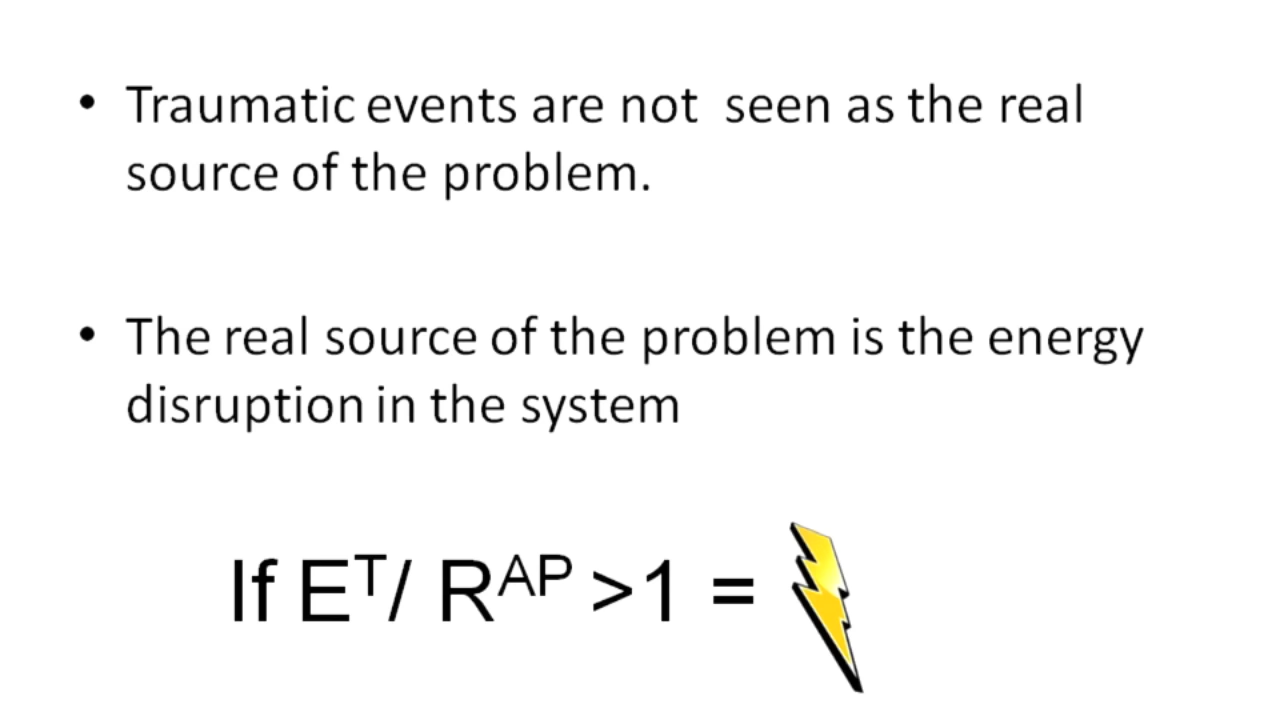 • Traumatic events are not  seen as the real
source of the problem.
• The real source of the problem is the energy
disruption in the system
If Eᵀ/ Rᴬᴾ >1 =